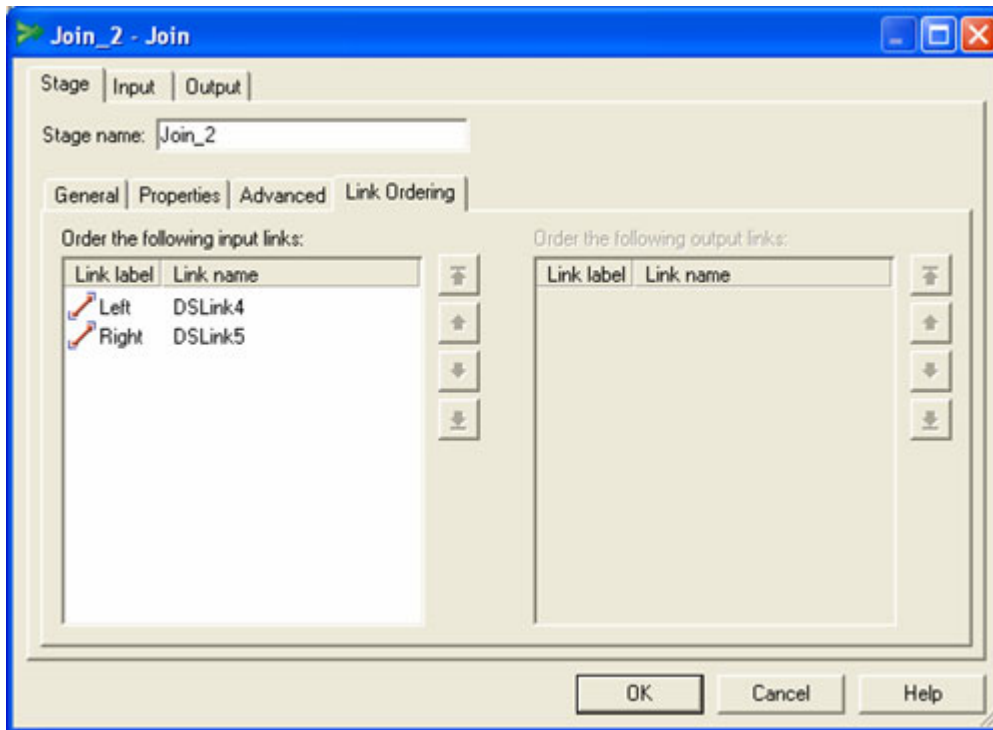 Join_2 - Join
Stage Input Output
Stage name: Join_2
General Properties Advanced Link Ordering
Order the following input links:
Link label Link name
Left DSLink4
Right DSLink5
Order the following output links:
Link label Link name
OK Cancel Help